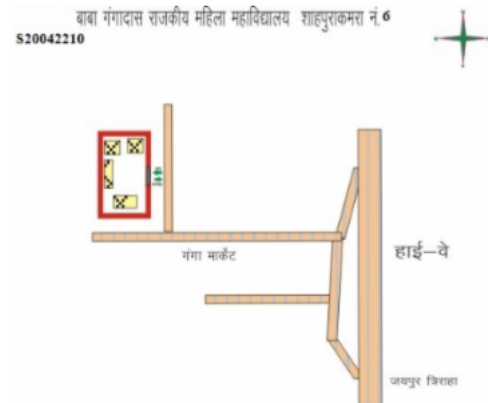 बाबा गंगादास राजकीय महिला महाविद्यालय शाहपुराकमरा नं. 6
S20042210
गंगा मार्केट
हाई–वे
जयपुर त्रिराहा